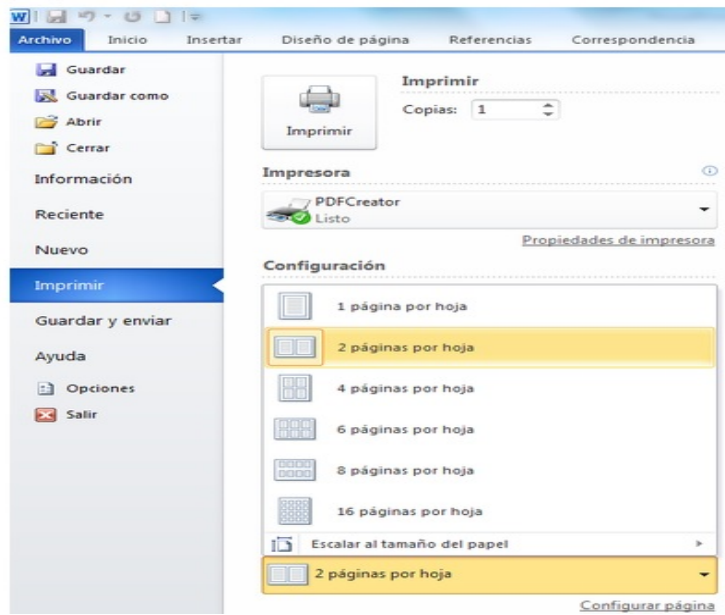 W
Archivo Inicio Insertar Diseño de página Referencias Correspondencia
Guardar
Guardar como
Abrir
Cerrar
Información
Reciente
Nuevo
Imprimir
Guardar y enviar
Ayuda
Opciones
Salir
Imprimir
Imprimir
Copias: 1
Impresora
PDFCreator
Listo
Propiedades de impresora
Configuración
1 página por hoja
2 páginas por hoja
4 páginas por hoja
6 páginas por hoja
8 páginas por hoja
16 páginas por hoja
Escalar al tamaño del papel
2 páginas por hoja
Configurar página